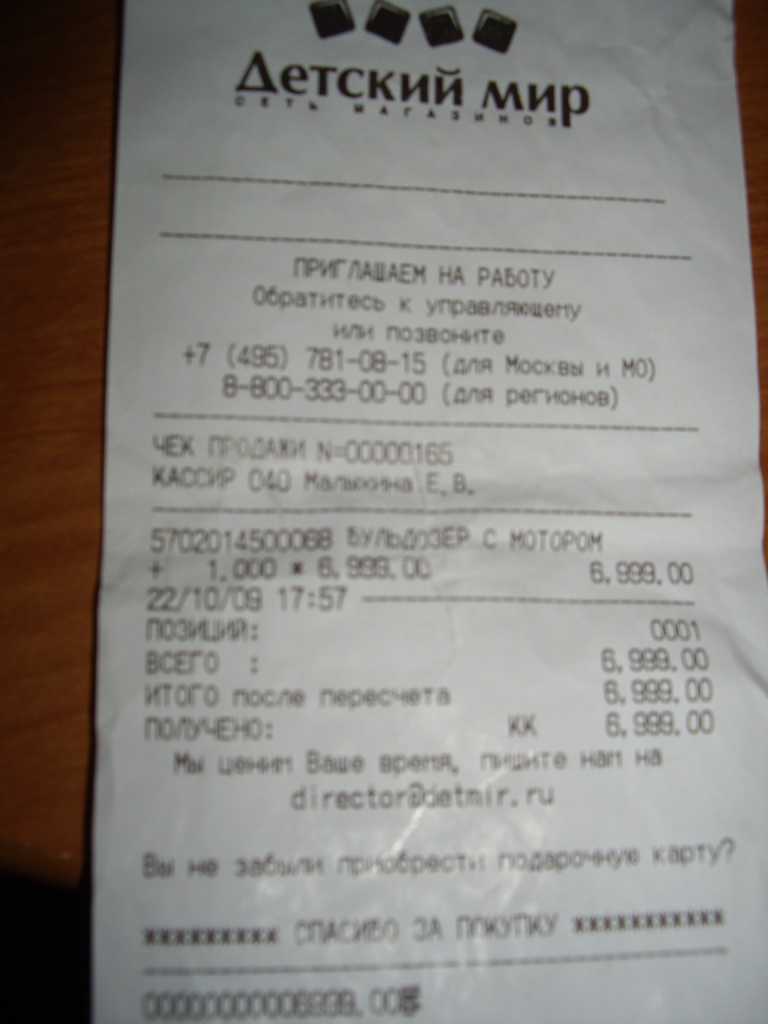 Детский мир
СЕТЬ МАГАЗИНОВ
ПРИГЛАШАЕМ НА РАБОТУ
Обратитесь к управляющему
или позвоните
+7 (495) 781-08-15 (для Москвы и МО)
8-800-333-00-00 (для регионов)
ЧЕК ПРОДАЖИ N=00000165
КАССИР 040 Малыхина Е.В.
5702014500068 БУЛЬДОЗЕР С МОТОРОМ
+ 1.000 * 6,999.00 6,999.00
22/10/09 17:57
ПОЗИЦИЙ: 0001
ВСЕГО : 6,999.00
ИТОГО после пересчета 6,999.00
ПОЛУЧЕНО: КК 6,999.00
Мы ценим Ваше время, пишите нам на
director@detmir.ru
Вы не забыли приобрести подарочную карту?
********* СПАСИБО ЗА ПОКУПКУ ***********